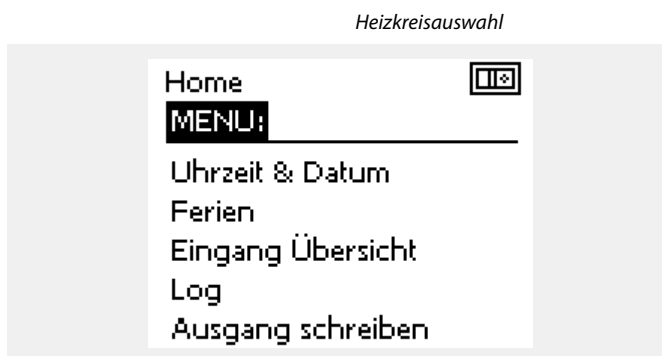 Heizkreisauswahl
Home
MENU:
Uhrzeit & Datum
Ferien
Eingang Übersicht
Log
Ausgang schreiben